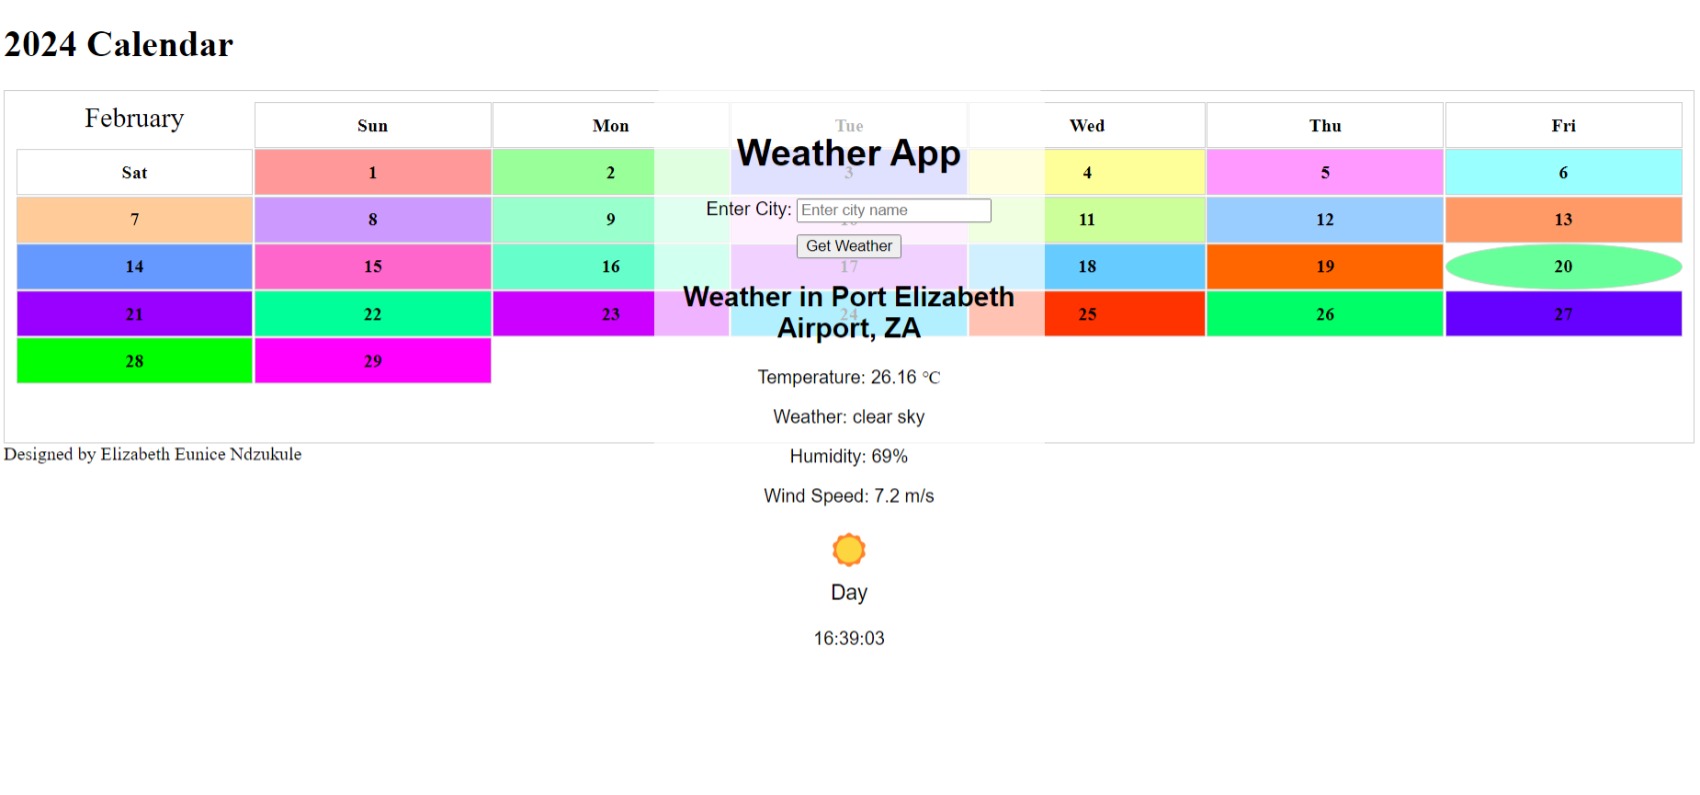 2024 Calendar
February Sun Mon Tue Wed Thu Fri
Weather App
Sat 1 2 3 4 5 6
Enter City: Enter city name
7 8 9 10 11 12 13
Get Weather
14 15 16 17 18 19 20
Weather in Port Elizabeth
21 22 23 24 25 26 27
Airport, ZA
28 29
Temperature: 26.16 °C
Weather: clear sky
Designed by Elizabeth Eunice Ndzukule
Humidity: 69%
Wind Speed: 7.2 m/s
Day
16:39:03